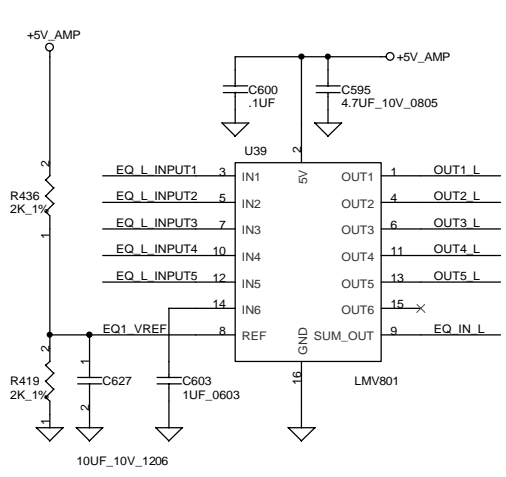 +5V_AMP
+5V_AMP
C600
.1UF
C595
4.7UF_10V_0805
U39
2
5V
EQ_L_INPUT1 3 IN1 OUT1 1 OUT1_L
EQ_L_INPUT2 5 IN2 OUT2 4 OUT2_L
EQ_L_INPUT3 7 IN3 OUT3 6 OUT3_L
EQ_L_INPUT4 10 IN4 OUT4 11 OUT4_L
EQ_L_INPUT5 12 IN5 OUT5 13 OUT5_L
14 IN6 OUT6 15
EQ1_VREF 8 REF SUM_OUT 9 EQ_IN_L
GND
16
LMV801
2
R436
2K_1%
1
2
R419
2K_1%
1
1
C627
2
10UF_10V_1206
C603
1UF_0603